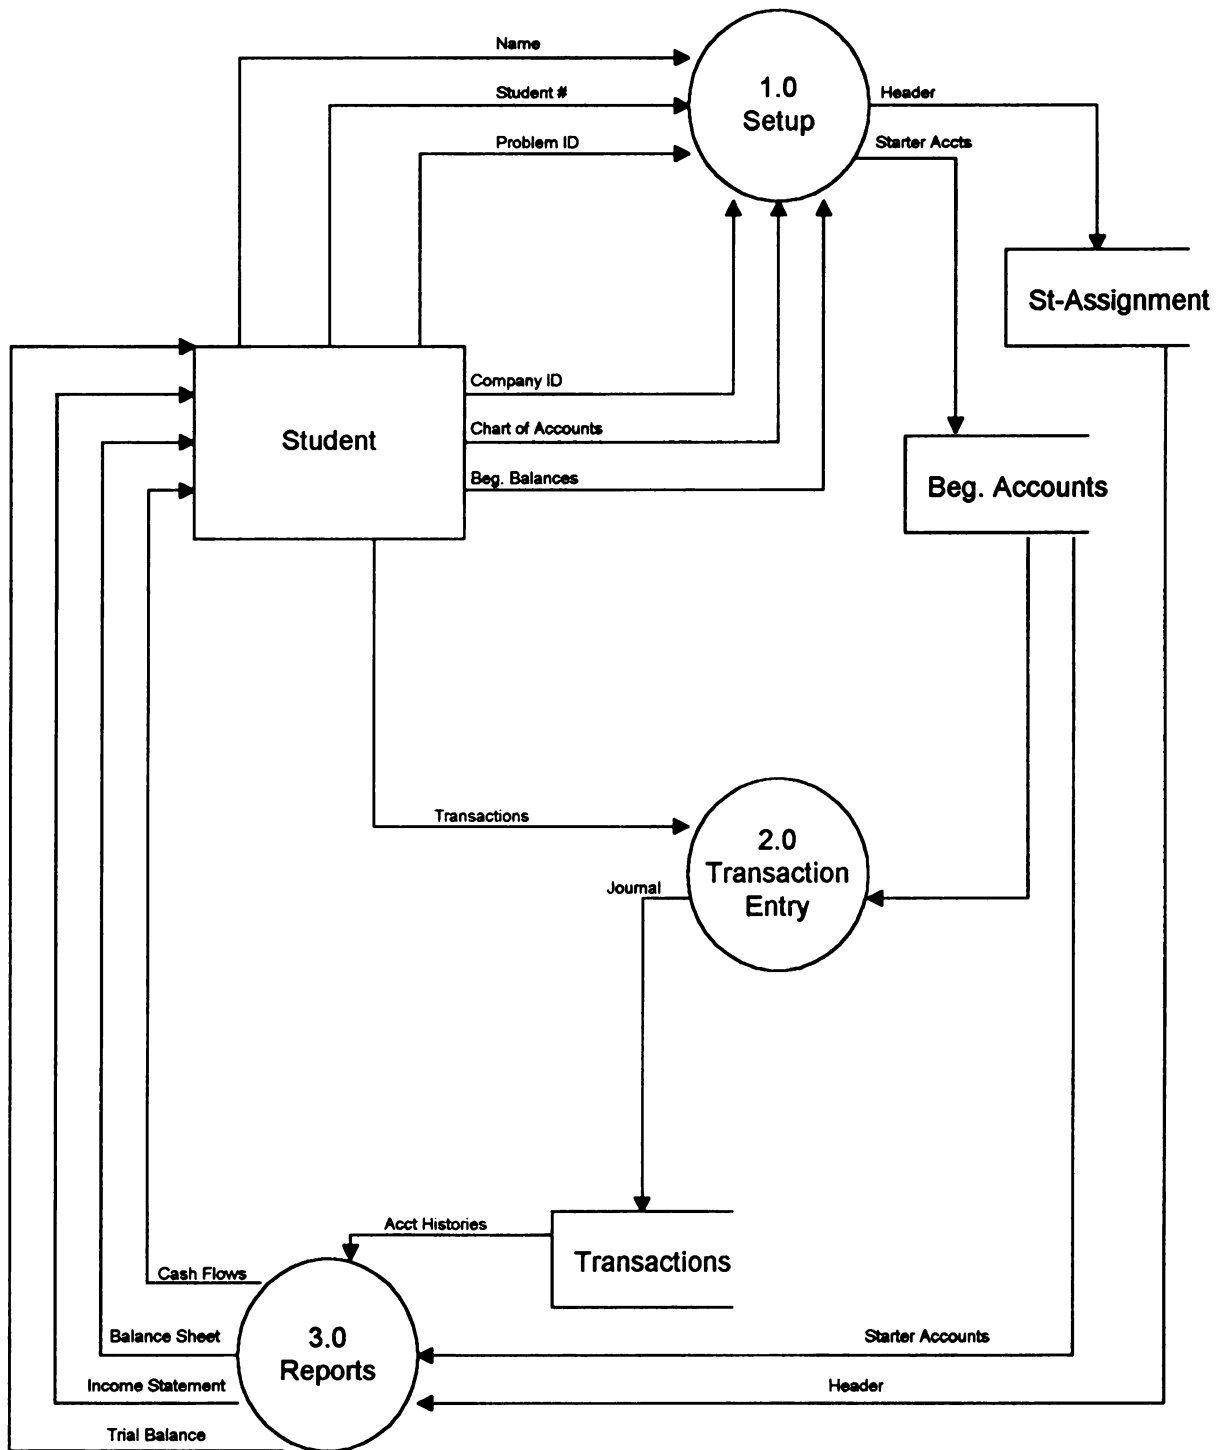 Name
1.0
Setup
Student #
Header
Problem ID
Starter Accts
St-Assignment
Company ID
Student
Chart of Accounts
Beg. Balances
Beg. Accounts
Transactions
2.0
Transaction
Entry
Journal
Acct Histories
Transactions
Cash Flows
Balance Sheet
3.0
Reports
Starter Accounts
Income Statement
Header
Trial Balance